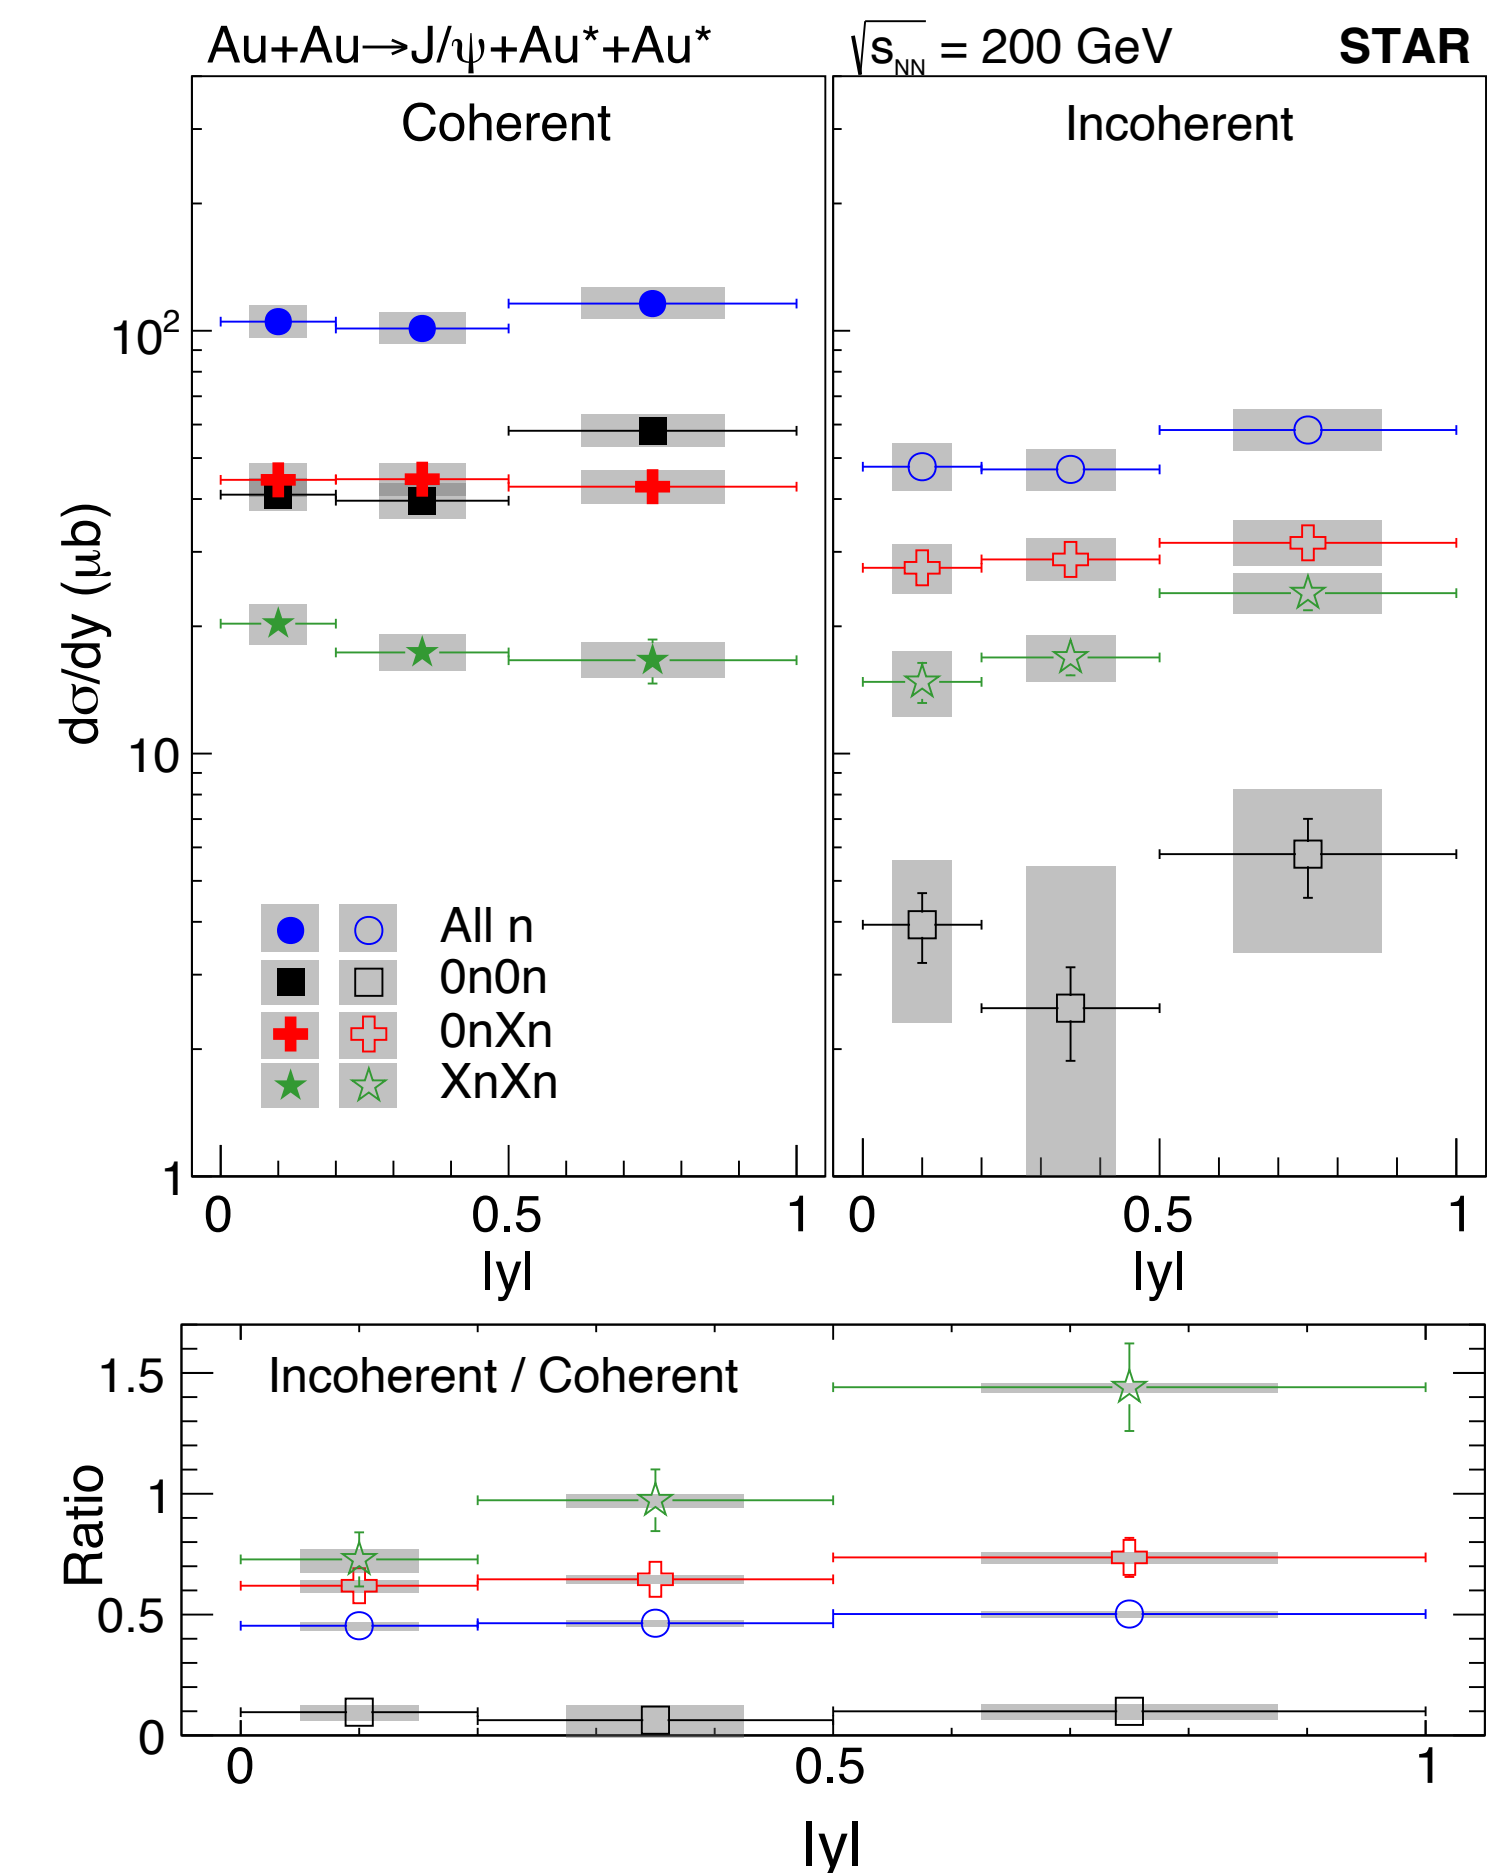 Au+Au→J/ψ+Au*+Au*
√s_NN = 200 GeV
STAR
Coherent
Incoherent
dσ/dy (μb)
10²
10
1
All n
0n0n
0nXn
XnXn
0 0.5 1
0 0.5 1
|y|
|y|
Incoherent / Coherent
Ratio
1.5
1
0.5
0
0 0.5 1
|y|